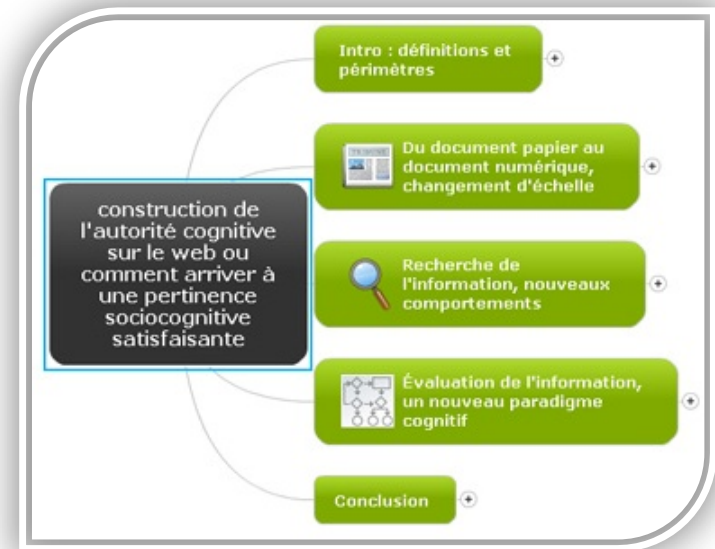 Intro : définitions et
périmètres
Du document papier au
document numérique,
changement d'échelle
construction de
l'autorité cognitive
sur le web ou
comment arriver à
une pertinence
sociocognitive
satisfaisante
Recherche de
l'information, nouveaux
comportements
Évaluation de l'information,
un nouveau paradigme
cognitif
Conclusion